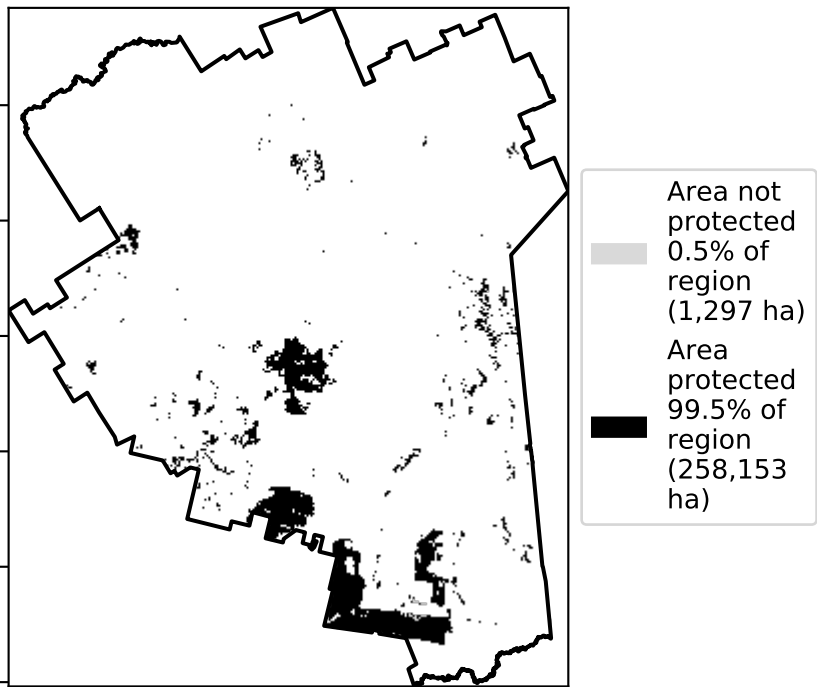 Area not
protected
0.5% of
region
(1,297 ha)
Area
protected
99.5% of
region
(258,153
ha)